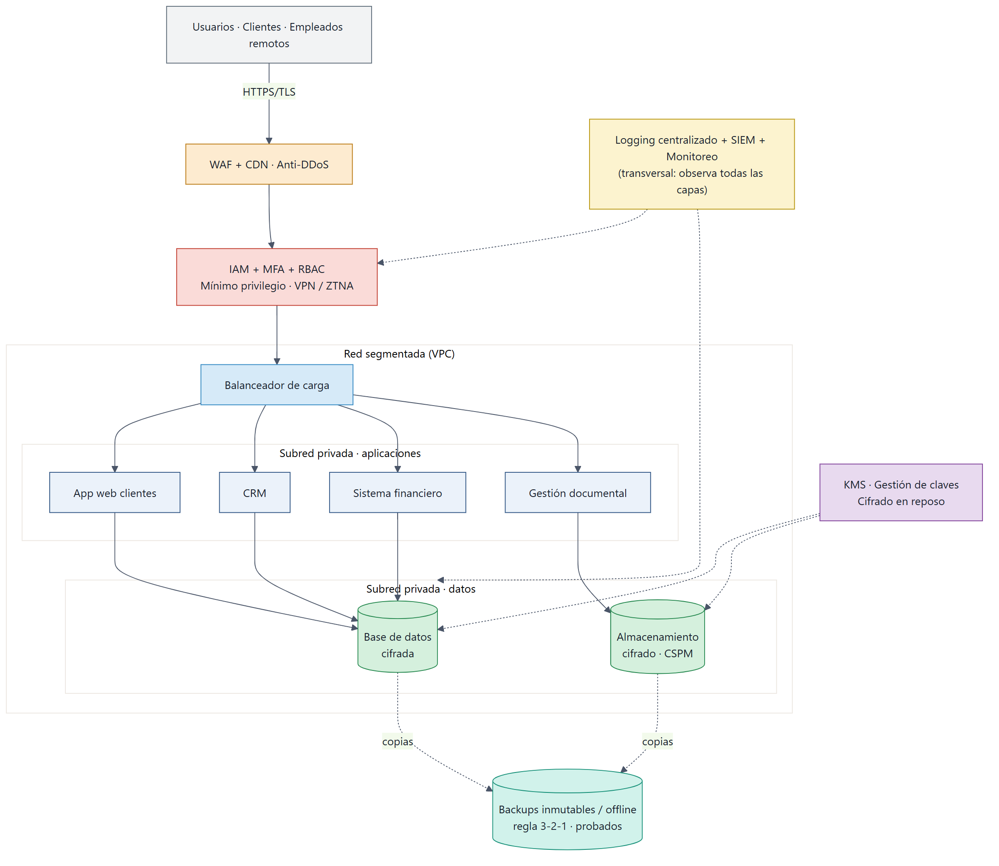 Usuarios · Clientes · Empleados
remotos
HTTPS/TLS
WAF + CDN · Anti-DDoS
Logging centralizado + SIEM +
Monitoreo
(transversal: observa todas las
capas)
IAM + MFA + RBAC
Mínimo privilegio · VPN / ZTNA
Red segmentada (VPC)
Balanceador de carga
Subred privada · aplicaciones
App web clientes
CRM
Sistema financiero
Gestión documental
KMS · Gestión de claves
Cifrado en reposo
Subred privada · datos
Base de datos
cifrada
Almacenamiento
cifrado · CSPM
copias
copias
Backups inmutables / offline
regla 3-2-1 · probados